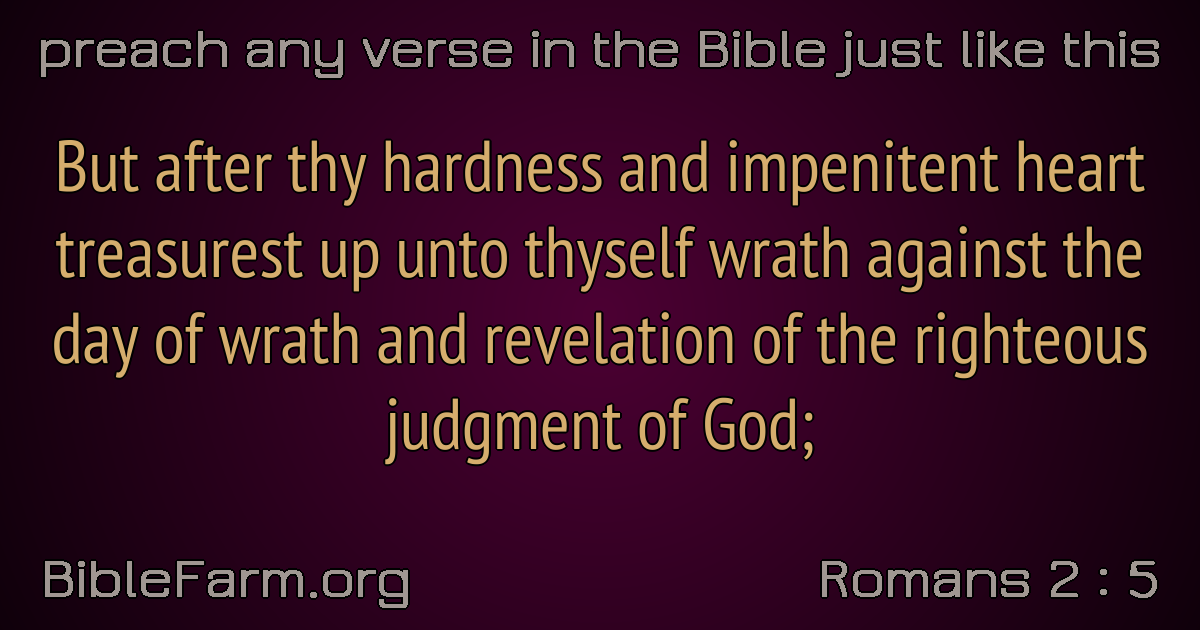 preach any verse in the Bible just like this
But after thy hardness and impenitent heart
treasurest up unto thyself wrath against the
day of wrath and revelation of the righteous
judgment of God;
BibleFarm.org
Romans 2 : 5